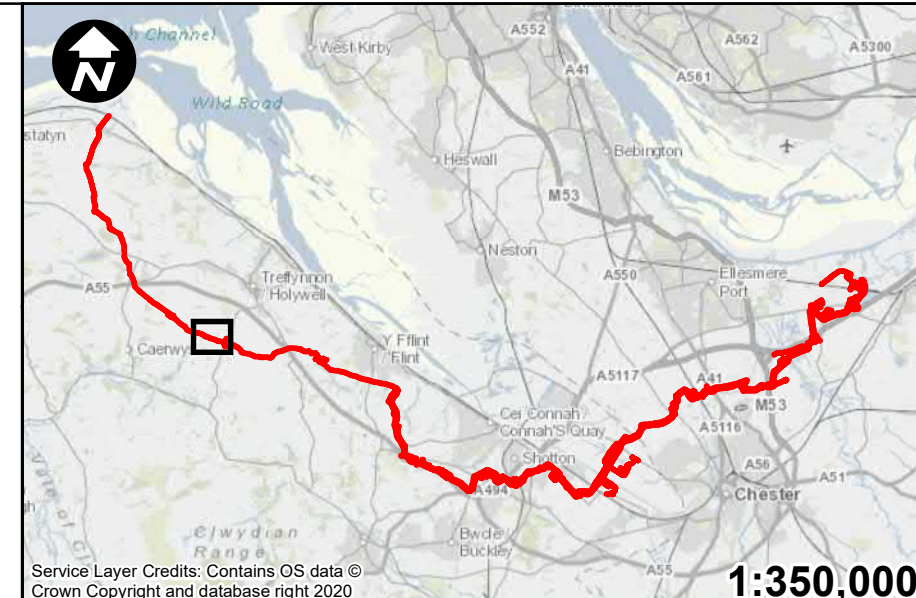 A552
A562
A5300
West Kirby
A41
A561
N
Wild Road
statyn
Heswall
Bebington
M53
Neston
A550
Treffynnon
Holywell
Ellesmere
Port
A55
Caerwy
Y Fflint
Flint
A5117
A41
M53
Cei Connah /
Connah'S Quay
A5116
Shotton
A56
A51
A494
Chester
Clwydian
Range
Bwcle
Buckley
A55
Service Layer Credits: Contains OS data ©
Crown Copyright and database right 2020
1:350,000